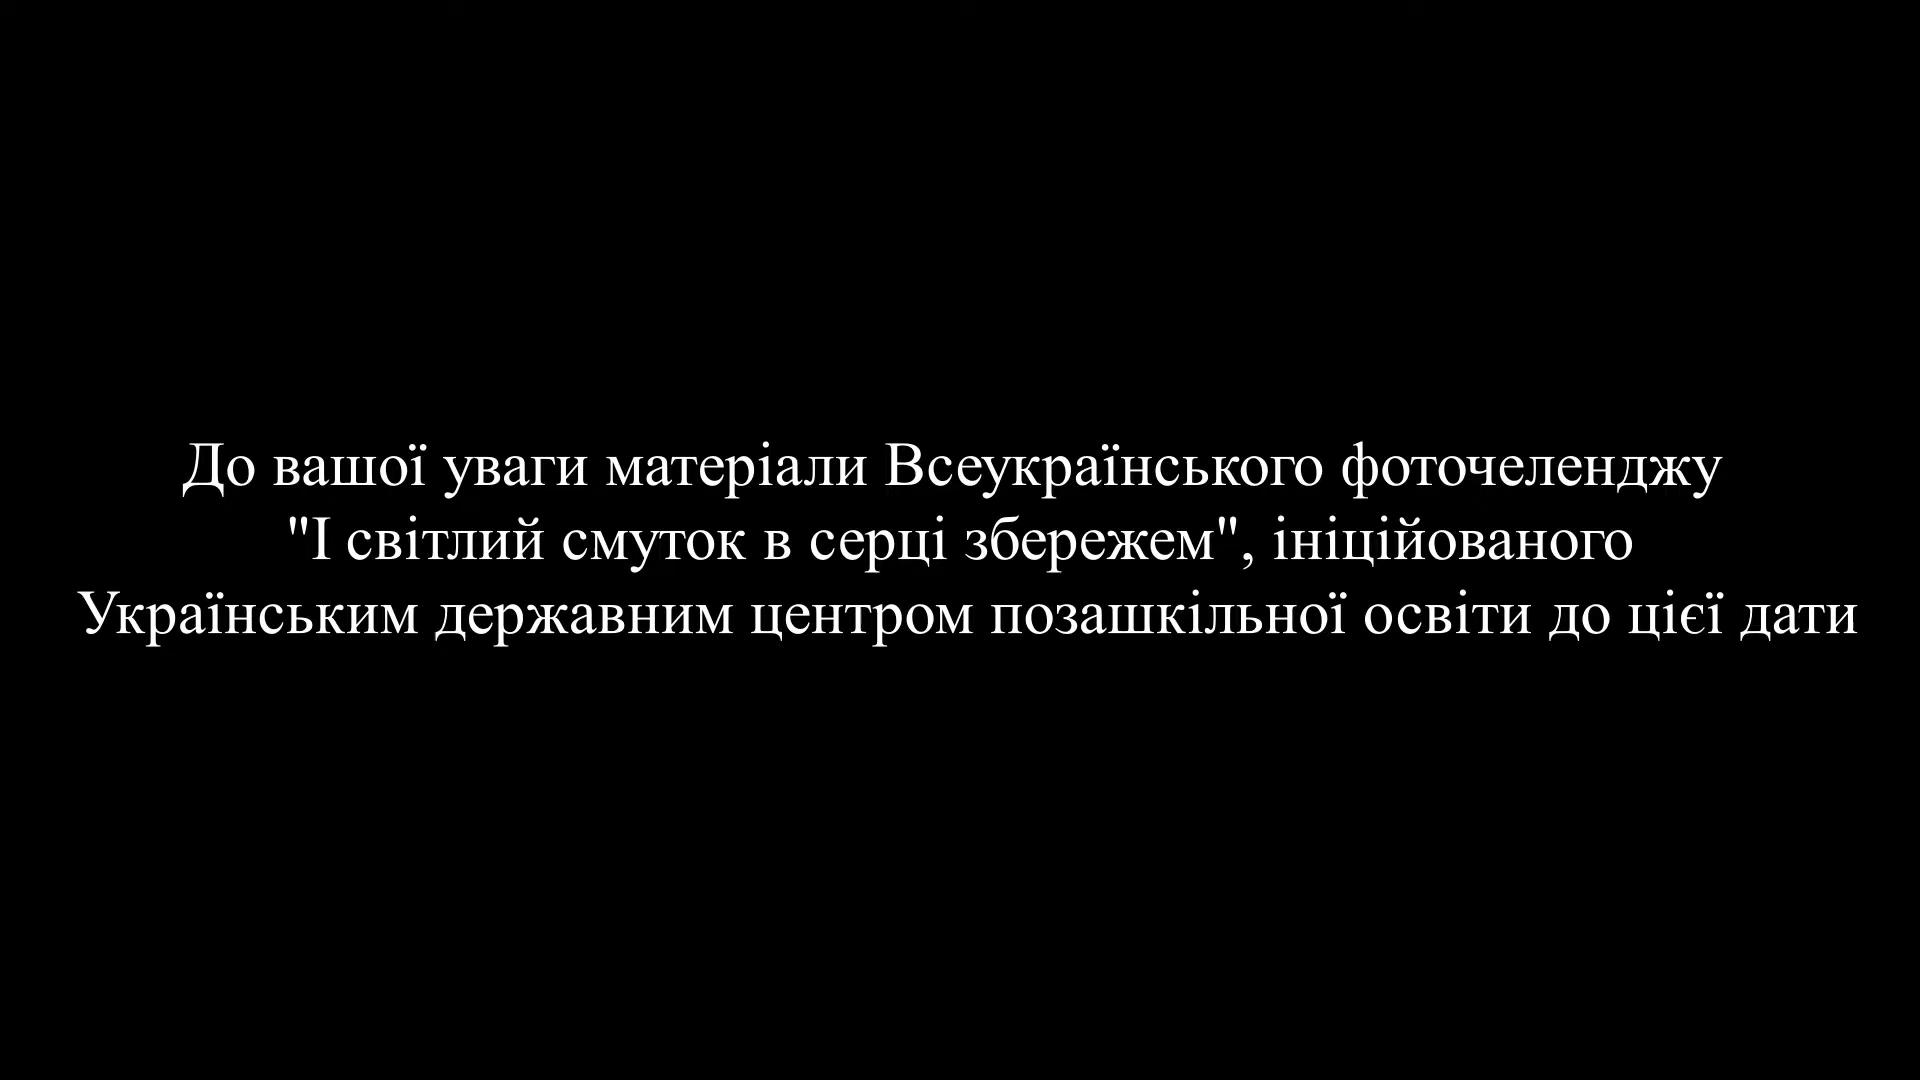 До вашої уваги матеріали Всеукраїнського фоточеленджу
"І світлий смуток в серці збережем", ініційованого
Українським державним центром позашкільної освіти до цієї дати